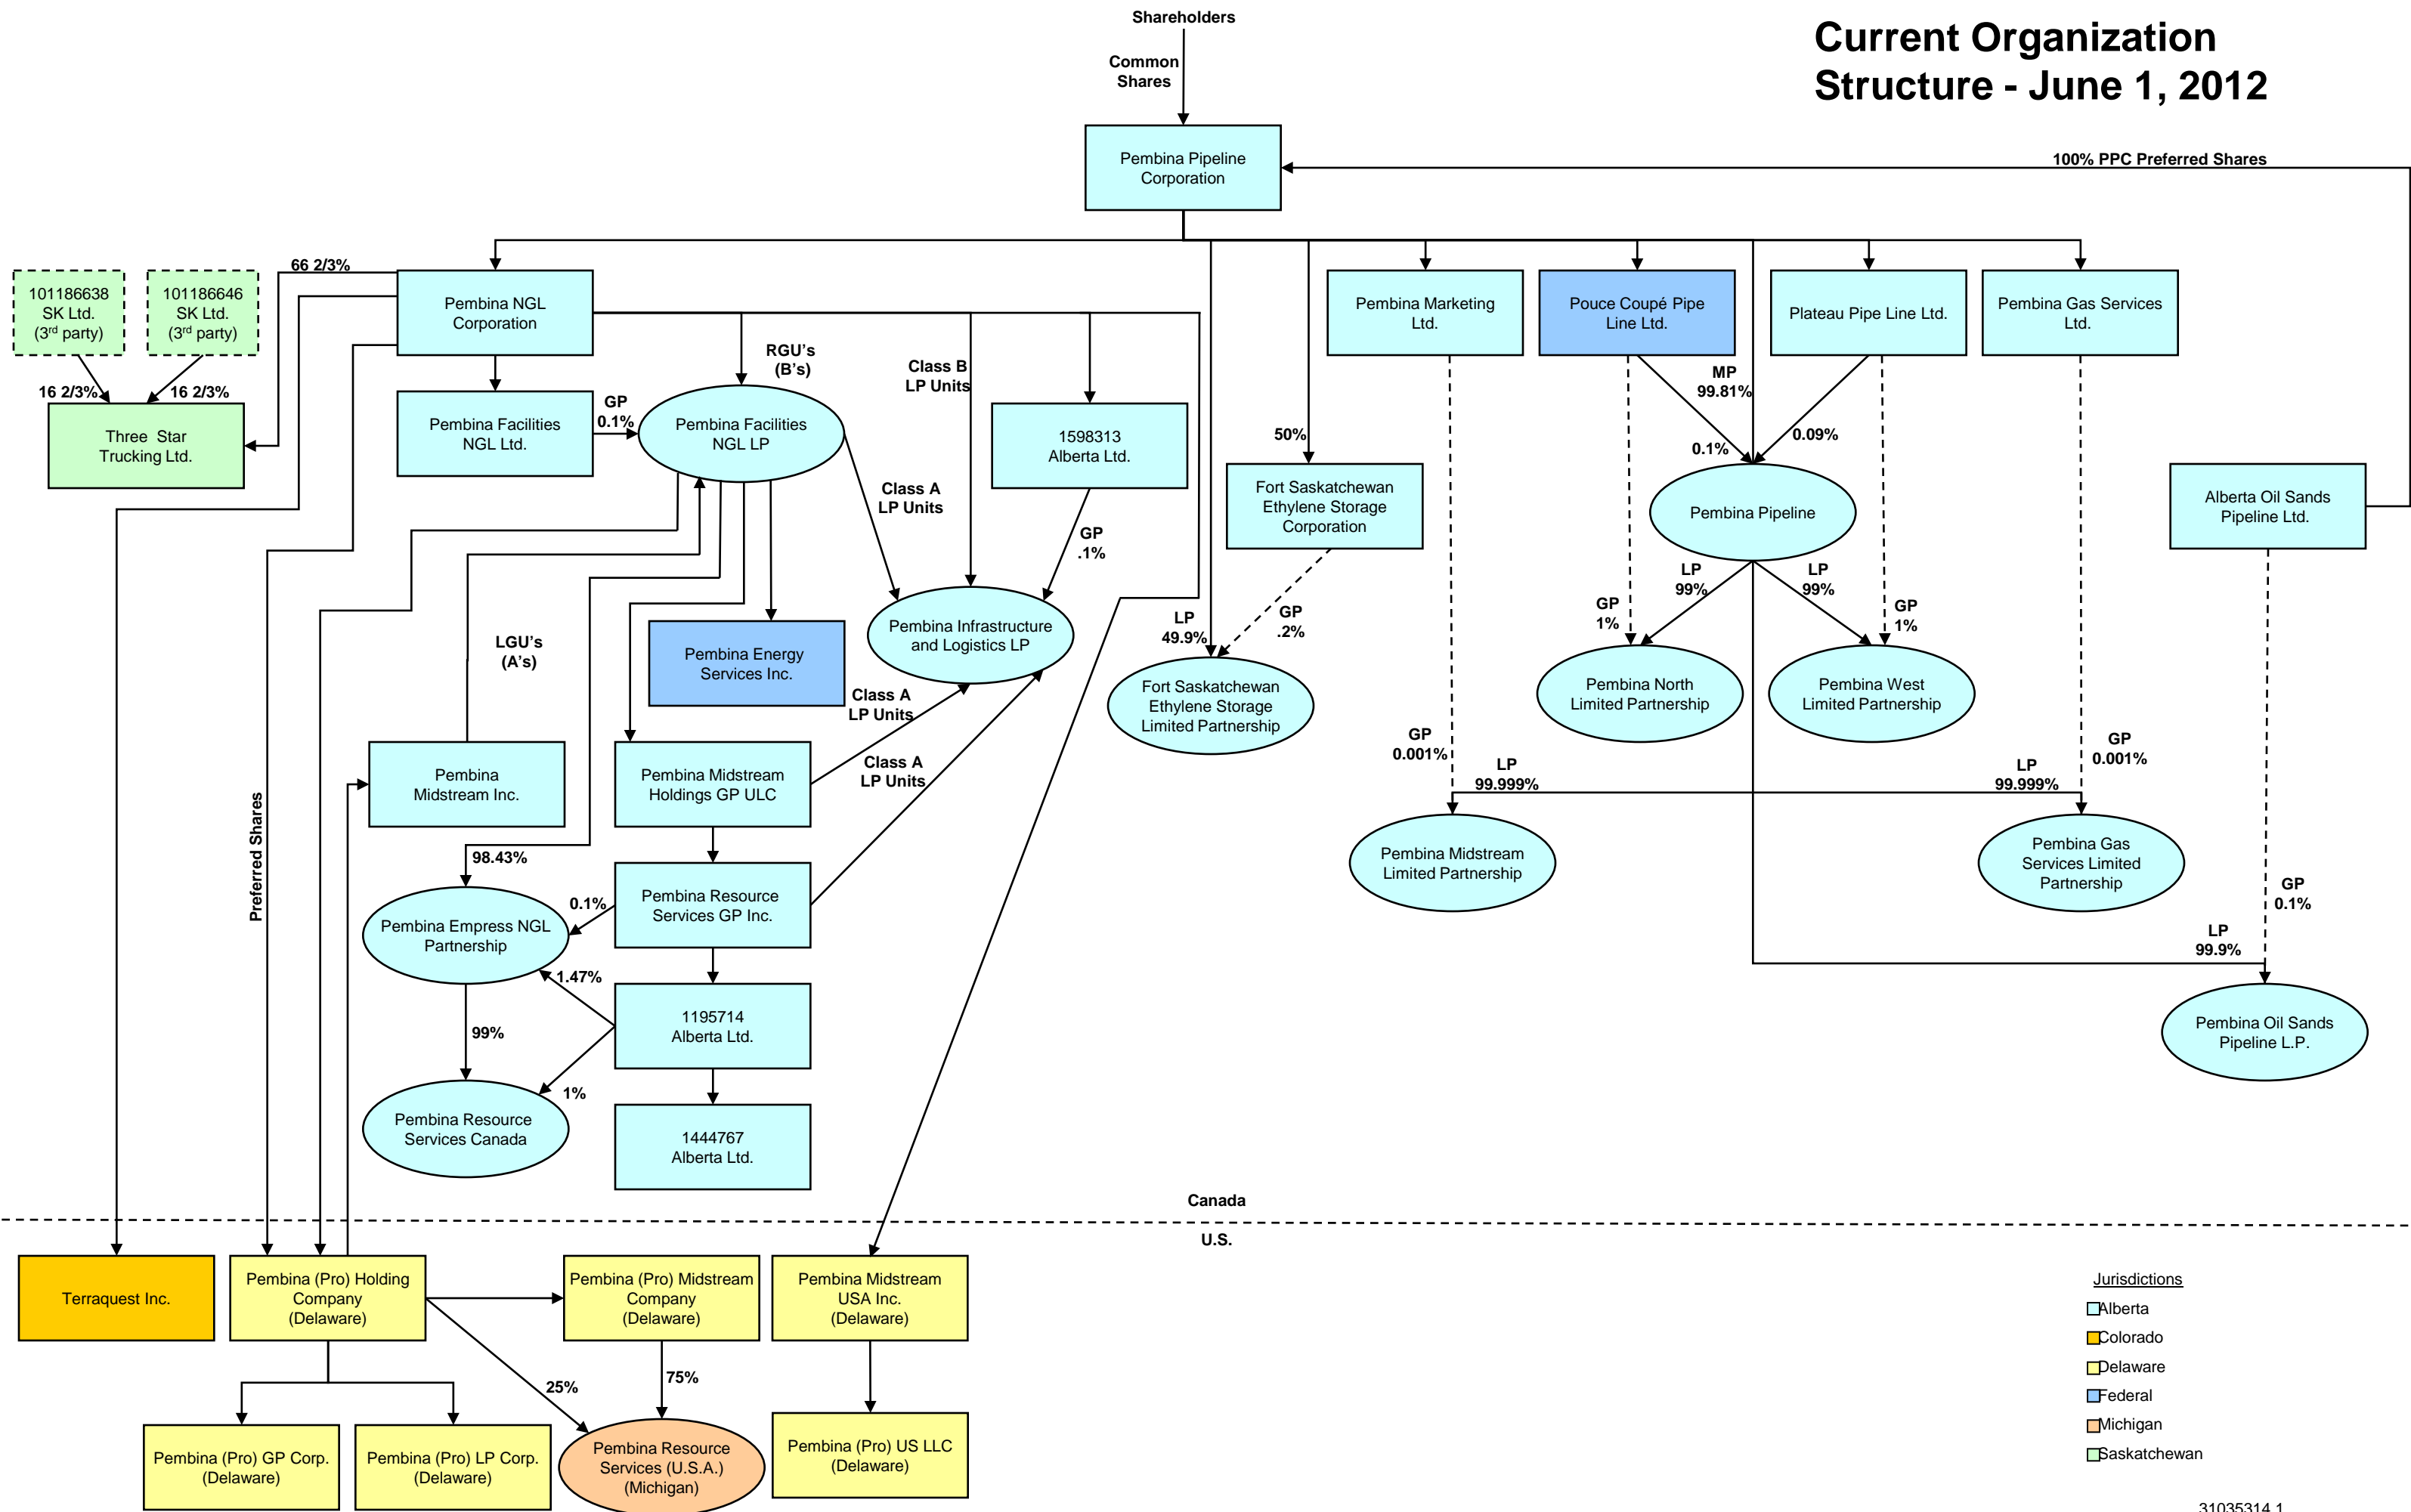 Shareholders
Current Organization
Structure - June 1, 2012
Common
Shares
Pembina Pipeline
Corporation
100% PPC Preferred Shares
66 2/3%
101186638
SK Ltd.
(3rd party)
101186646
SK Ltd.
(3rd party)
Pembina NGL
Corporation
Pembina Marketing
Ltd.
Pouce Coupé Pipe
Line Ltd.
Plateau Pipe Line Ltd.
Pembina Gas Services
Ltd.
RGU's
(B's)
Class B
LP Units
MP
99.81%
16 2/3%
16 2/3%
Three Star
Trucking Ltd.
Pembina Facilities
NGL Ltd.
GP
0.1%
Pembina Facilities
NGL LP
1598313
Alberta Ltd.
50%
0.1%
0.09%
Class A
LP Units
Fort Saskatchewan
Ethylene Storage
Corporation
Pembina Pipeline
Alberta Oil Sands
Pipeline Ltd.
GP
.1%
LP
99%
LP
99%
GP
1%
GP
1%
LP
49.9%
GP
.2%
LGU's
(A's)
Pembina Energy
Services Inc.
Pembina Infrastructure
and Logistics LP
Class A
LP Units
Fort Saskatchewan
Ethylene Storage
Limited Partnership
Pembina North
Limited Partnership
Pembina West
Limited Partnership
GP
0.001%
GP
0.001%
Pembina
Midstream Inc.
Pembina Midstream
Holdings GP ULC
Class A
LP Units
LP
99.999%
LP
99.999%
Preferred Shares
98.43%
Pembina Midstream
Limited Partnership
Pembina Gas
Services Limited
Partnership
Pembina Empress NGL
Partnership
0.1%
Pembina Resource
Services GP Inc.
GP
0.1%
LP
99.9%
1.47%
99%
1195714
Alberta Ltd.
Pembina Oil Sands
Pipeline L.P.
1%
Pembina Resource
Services Canada
1444767
Alberta Ltd.
Canada
U.S.
Terraquest Inc.
Pembina (Pro) Holding
Company
(Delaware)
Pembina (Pro) Midstream
Company
(Delaware)
Pembina Midstream
USA Inc.
(Delaware)
25%
75%
Pembina (Pro) GP Corp.
(Delaware)
Pembina (Pro) LP Corp.
(Delaware)
Pembina Resource
Services (U.S.A.)
(Michigan)
Pembina (Pro) US LLC
(Delaware)
Jurisdictions
Alberta
Colorado
Delaware
Federal
Michigan
Saskatchewan
31035314.1